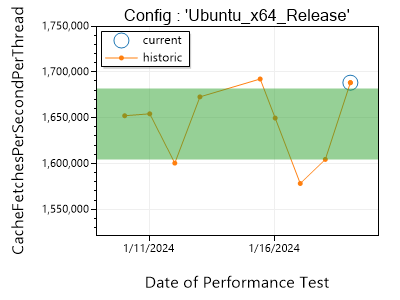 Config : 'Ubuntu_x64_Release'
CacheFetchesPerSecondPerThread
1,750,000
1,700,000
1,650,000
1,600,000
1,550,000
current
historic
1/11/2024
1/16/2024
Date of Performance Test